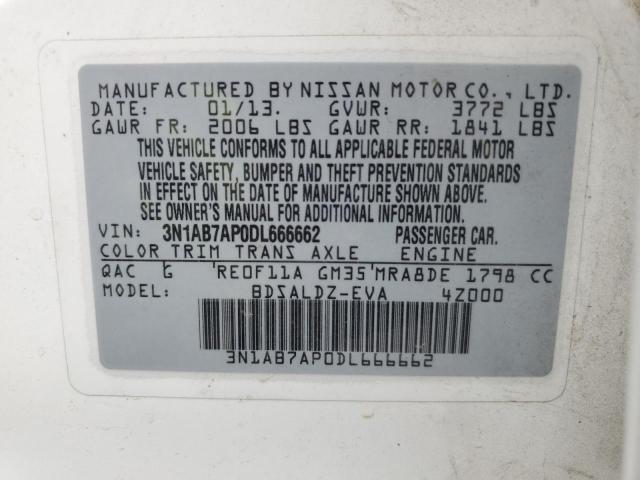 MANUFACTURED BY NISSAN MOTOR CO., LTD.
DATE: 01/13. GVWR: 3772 LBS
GAWR FR: 2006 LBS GAWR RR: 1841 LBS
THIS VEHICLE CONFORMS TO ALL APPLICABLE FEDERAL MOTOR
VEHICLE SAFETY, BUMPER AND THEFT PREVENTION STANDARDS
IN EFFECT ON THE DATE OF MANUFACTURE SHOWN ABOVE.
SEE OWNER'S MANUAL FOR ADDITIONAL INFORMATION.
VIN: 3N1AB7AP0DL666662 PASSENGER CAR.
COLOR TRIM TRANS AXLE ENGINE
QAC G 'RE0F11A GM35'MRA8DE 1798 CC
MODEL: BDSALDZ-EVA 4Z000
3N1AB7AP0DL666662